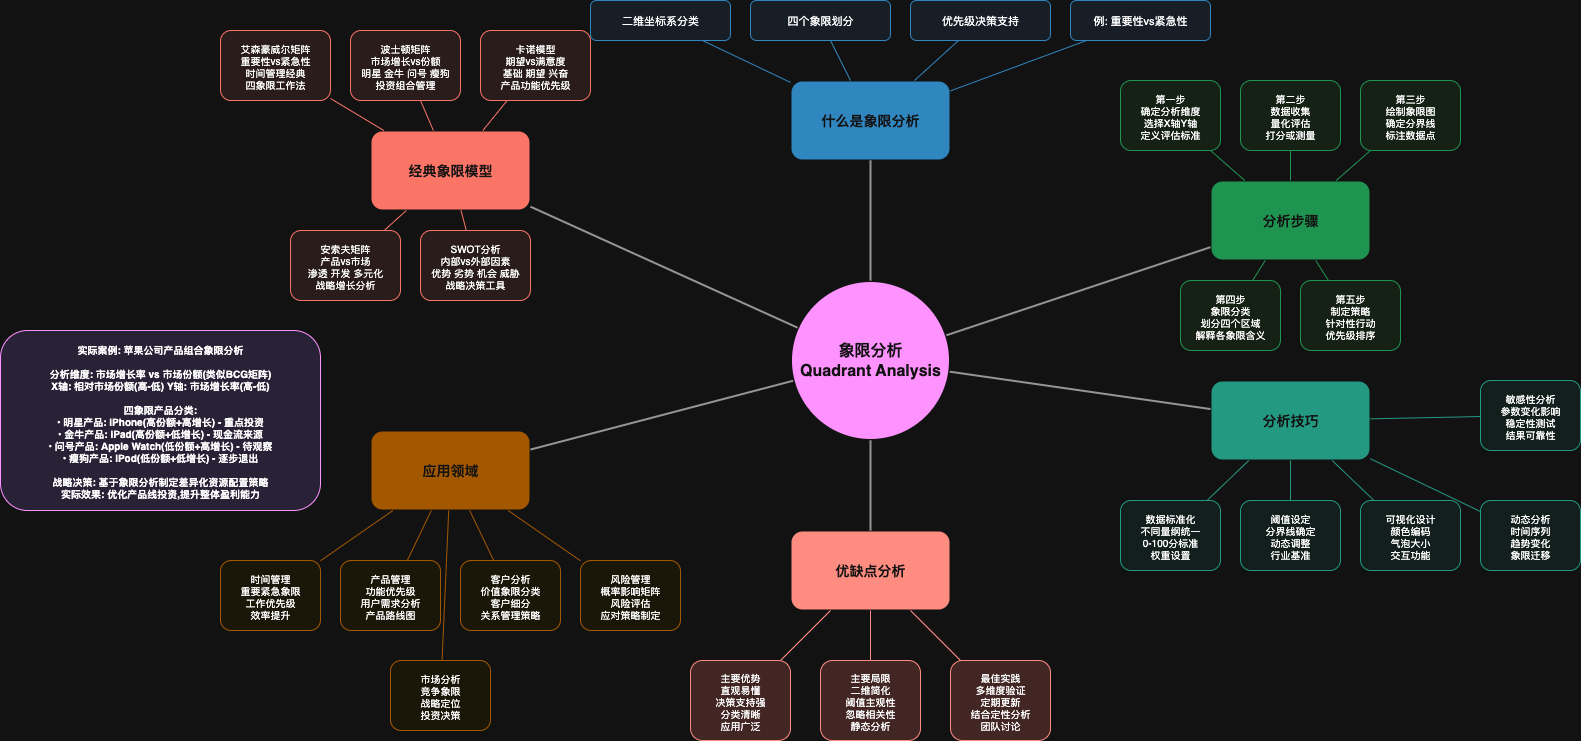 象限分析
Quadrant Analysis
什么是象限分析
二维坐标系分类
四个象限划分
优先级决策支持
例: 重要性vs紧急性
经典象限模型
艾森豪威尔矩阵
重要性vs紧急性
时间管理经典
四象限工作法
波士顿矩阵
市场增长vs份额
明星 金牛 问号 瘦狗
投资组合管理
卡诺模型
期望vs满意度
基础 期望 兴奋
产品功能优先级
安索夫矩阵
产品vs市场
渗透 开发 多元化
战略增长分析
SWOT分析
内部vs外部因素
优势 劣势 机会 威胁
战略决策工具
分析步骤
第一步
确定分析维度
选择X轴Y轴
定义评估标准
第二步
数据收集
量化评估
打分或测量
第三步
绘制象限图
确定分界线
标注数据点
第四步
象限分类
划分四个区域
解释各象限含义
第五步
制定策略
针对性行动
优先级排序
实际案例: 苹果公司产品组合象限分析
分析维度: 市场增长率 vs 市场份额(类似BCG矩阵)
X轴: 相对市场份额(高-低) Y轴: 市场增长率(高-低)
四象限产品分类:
• 明星产品: iPhone(高份额+高增长) - 重点投资
• 金牛产品: iPad(高份额+低增长) - 现金流来源
• 问号产品: Apple Watch(低份额+高增长) - 待观察
• 瘦狗产品: iPod(低份额+低增长) - 逐步退出
战略决策: 基于象限分析制定差异化资源配置策略
实际效果: 优化产品线投资,提升整体盈利能力
分析技巧
敏感性分析
参数变化影响
稳定性测试
结果可靠性
数据标准化
不同量纲统一
0-100分标准
权重设置
阈值设定
分界线确定
动态调整
行业基准
可视化设计
颜色编码
气泡大小
交互功能
动态分析
时间序列
趋势变化
象限迁移
应用领域
时间管理
重要紧急象限
工作优先级
效率提升
产品管理
功能优先级
用户需求分析
产品路线图
客户分析
价值象限分类
客户细分
关系管理策略
风险管理
概率影响矩阵
风险评估
应对策略制定
市场分析
竞争象限
战略定位
投资决策
优缺点分析
主要优势
直观易懂
决策支持强
分类清晰
应用广泛
主要局限
二维简化
阈值主观性
忽略相关性
静态分析
最佳实践
多维度验证
定期更新
结合定性分析
团队讨论